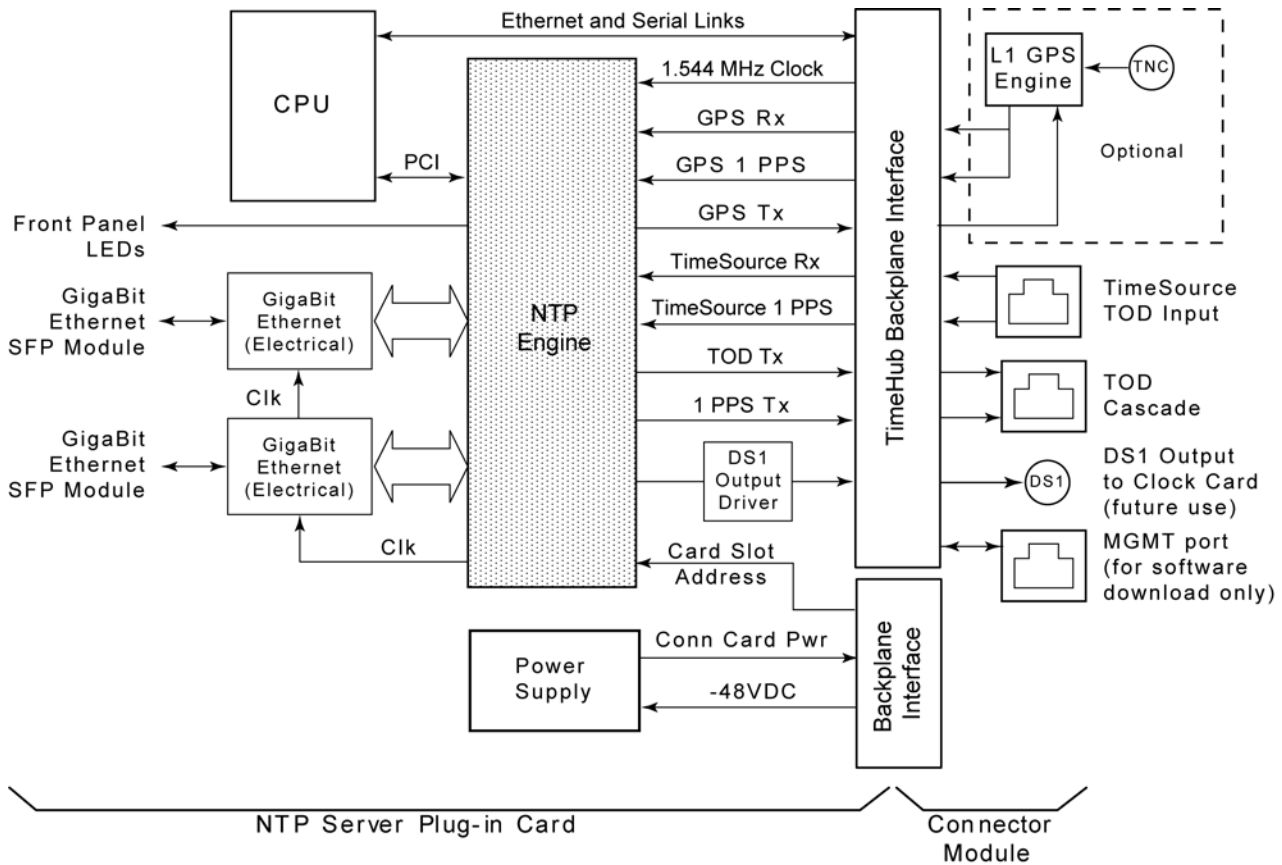 Ethernet and Serial Links
CPU
1.544 MHz Clock
GPS Rx
PCI
GPS 1 PPS
GPS Tx
Front Panel
LEDs
TimeSource Rx
TimeSource 1 PPS
TOD Tx
1 PPS Tx
NTP
Engine
GigaBit
Ethernet
SFP Module
GigaBit
Ethernet
(Electrical)
Clk
GigaBit
Ethernet
SFP Module
GigaBit
Ethernet
(Electrical)
Clk
DS1
Output
Driver
Card Slot
Address
Power
Supply
Conn Card Pwr
-48VDC
TimeHub Backplane Interface
Backplane
Interface
L1 GPS
Engine
TNC
Optional
TimeSource
TOD Input
TOD
Cascade
DS1
DS1 Output
to Clock Card
(future use)
MGMT port
(for software
download only)
NTP Server Plug-in Card
Connector
Module